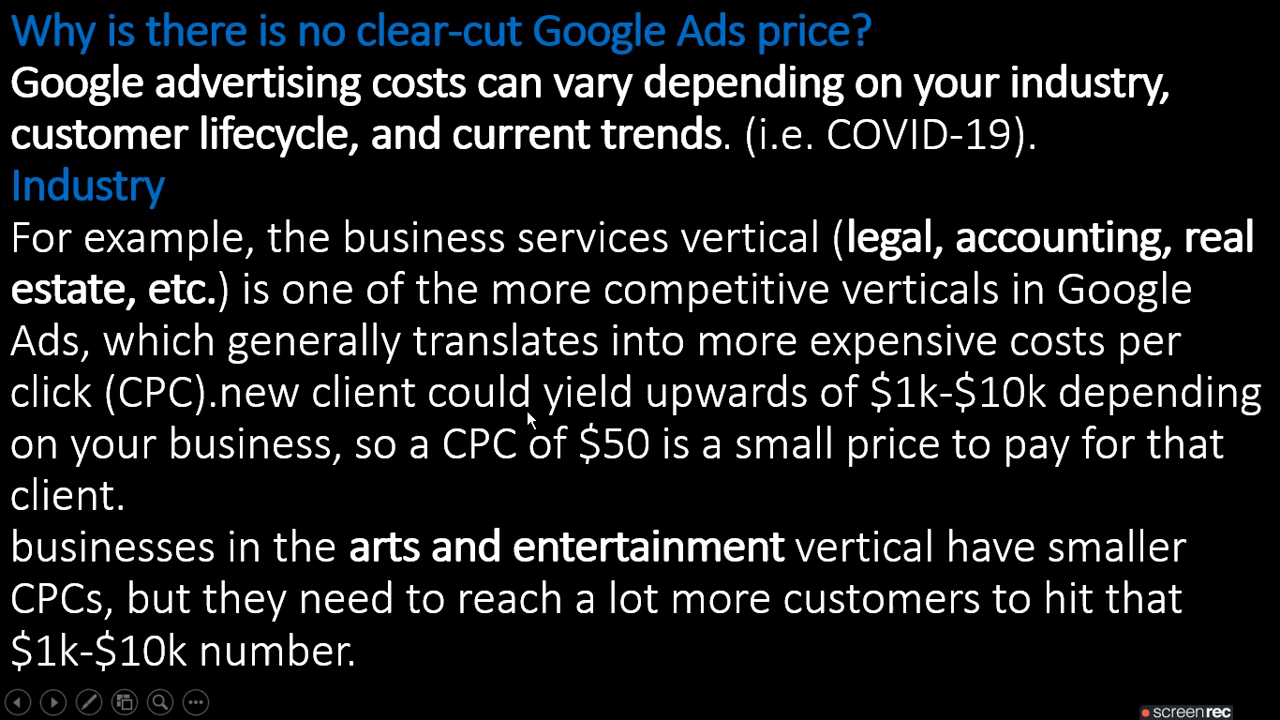 Why is there is no clear-cut Google Ads price?
Google advertising costs can vary depending on your industry,
customer lifecycle, and current trends. (i.e. COVID-19).
Industry
For example, the business services vertical (legal, accounting, real
estate, etc.) is one of the more competitive verticals in Google
Ads, which generally translates into more expensive costs per
click (CPC).new client could yield upwards of $1k-$10k depending
on your business, so a CPC of $50 is a small price to pay for that
client.
businesses in the arts and entertainment vertical have smaller
CPCs, but they need to reach a lot more customers to hit that
$1k-$10k number.
screenrec